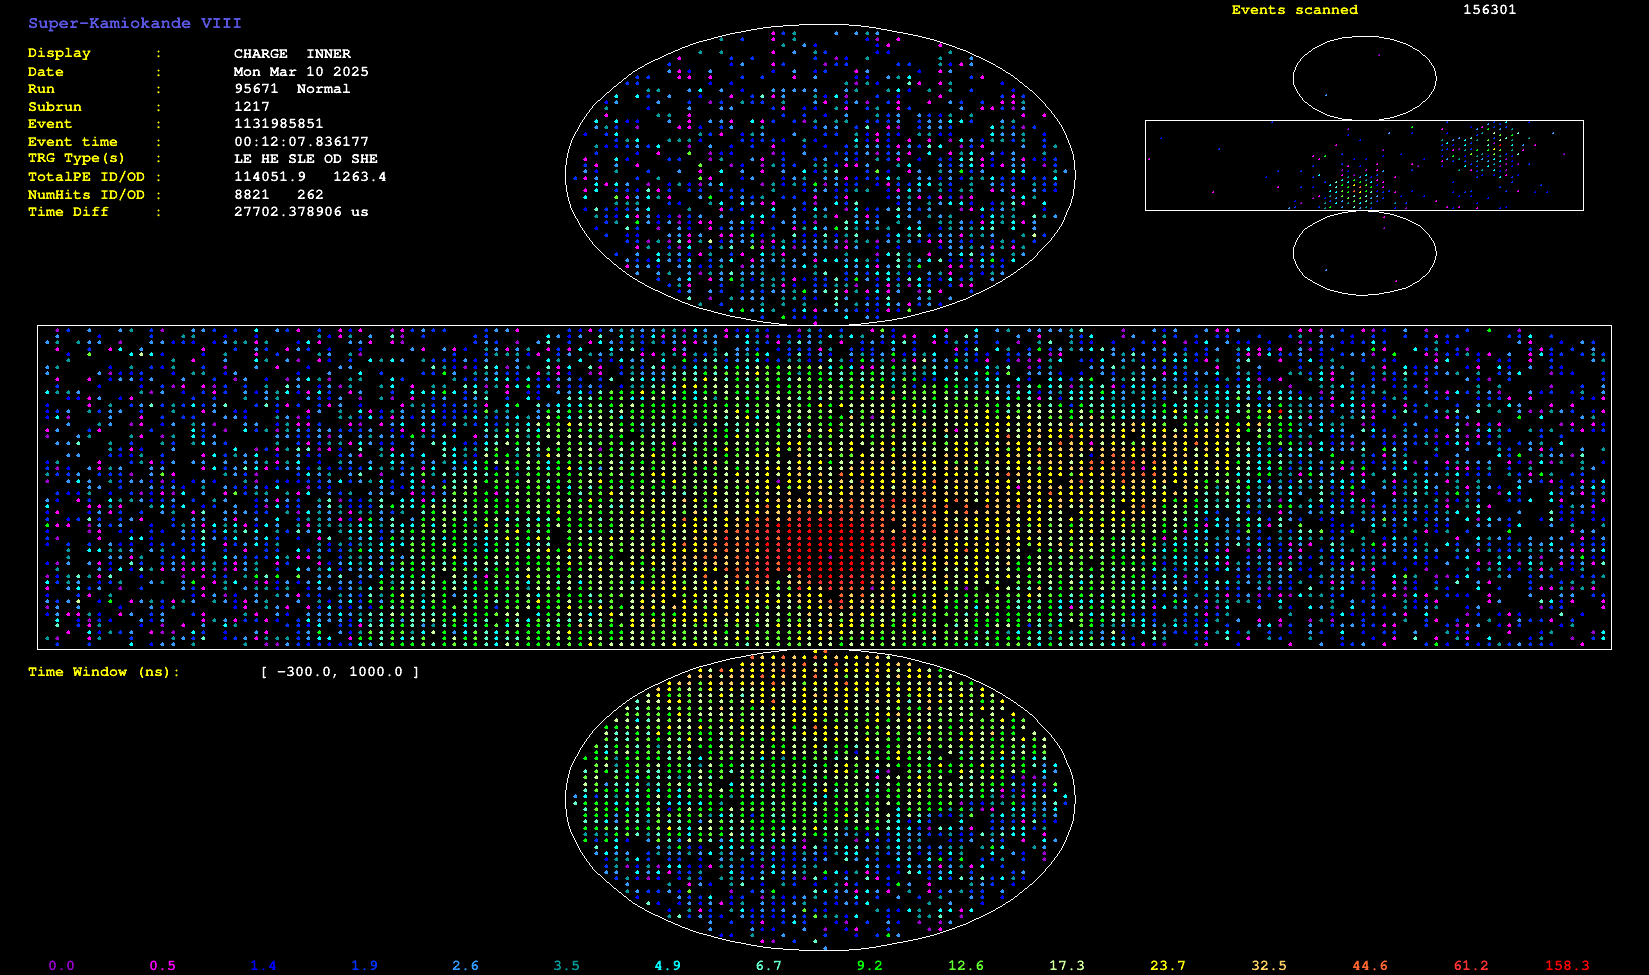 Super-Kamiokande VIII
Events scanned 156301
Display : CHARGE INNER
Date : Mon Mar 10 2025
Run : 95671 Normal
Subrun : 1217
Event : 1131985851
Event time : 00:12:07.836177
TRG Type(s) : LE HE SLE OD SHE
TotalPE ID/OD : 114051.9 1263.4
NumHits ID/OD : 8821 262
Time Diff : 27702.378906 us
Time Window (ns): [ -300.0, 1000.0 ]
0.0 0.5 1.4 1.9 2.6 3.5 4.9 6.7 9.2 12.6 17.3 23.7 32.5 44.6 61.2 158.3